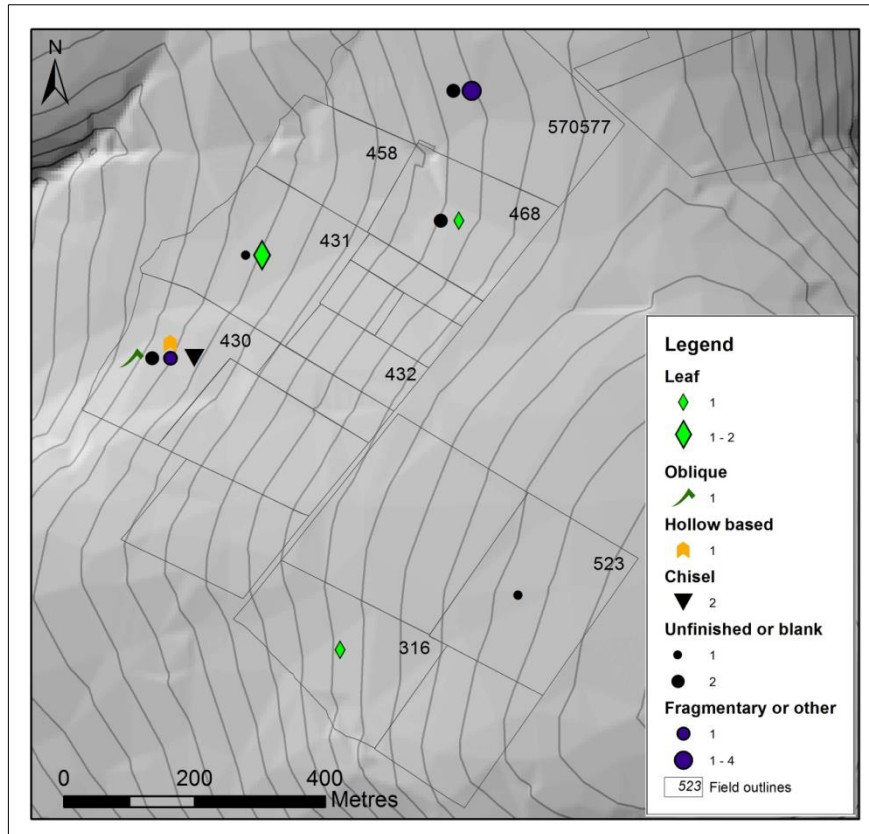 N
570577
458
468
431
430
432
523
316
Legend
Leaf
1
1 - 2
Oblique
1
Hollow based
1
Chisel
2
Unfinished or blank
1
2
Fragmentary or other
1
1 - 4
523 Field outlines
0 200 400
Metres